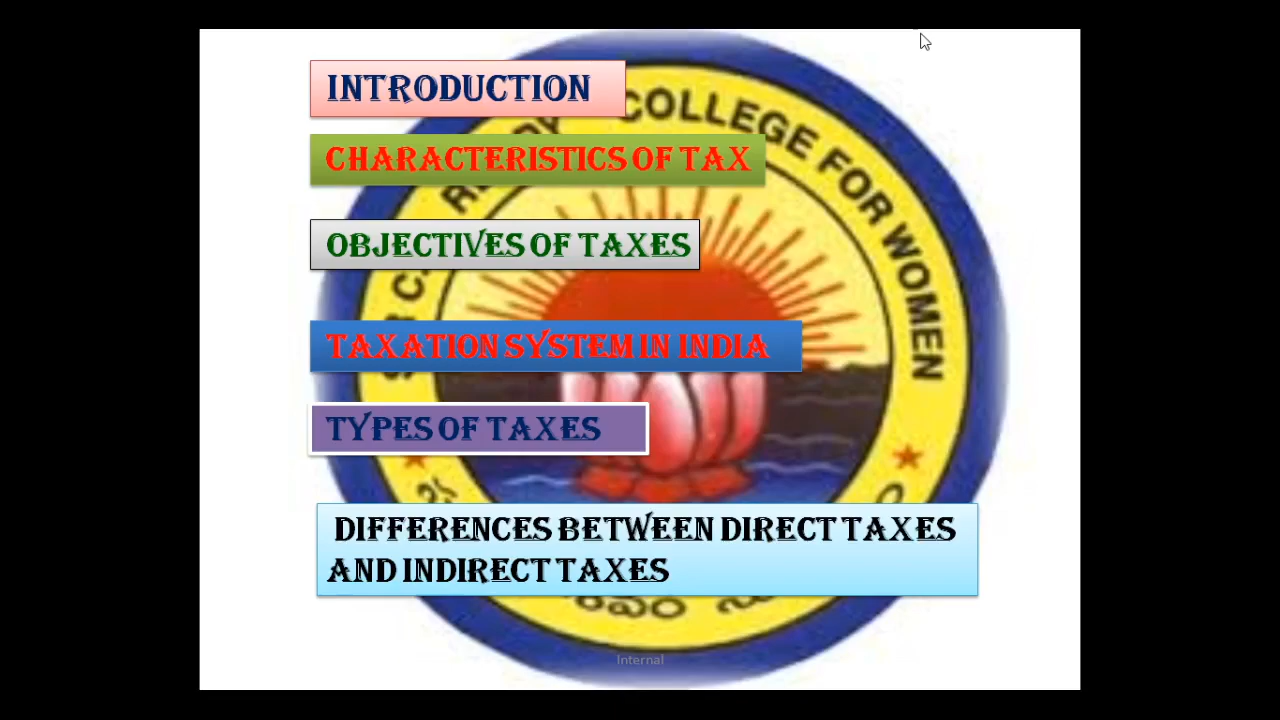 INTRODUCTION
CHARACTERISTICS OF TAX
OBJECTIVES OF TAXES
TAXATION SYSTEM IN INDIA
TYPES OF TAXES
DIFFERENCES BETWEEN DIRECT TAXES
AND INDIRECT TAXES
COLLEGE FOR WOMEN
Internal